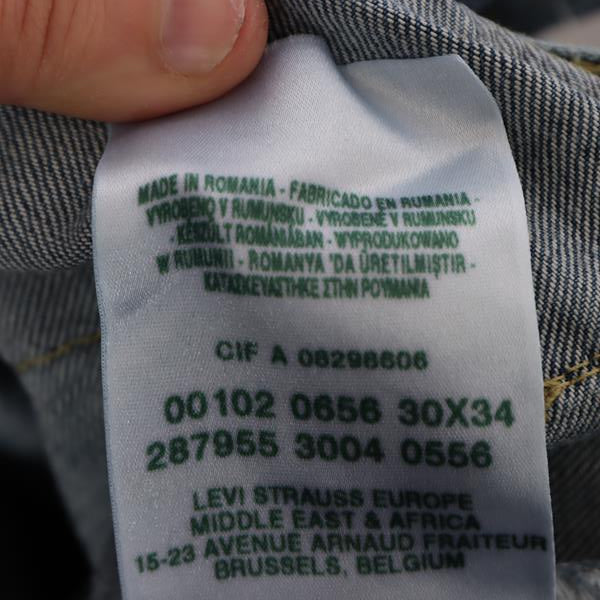 MADE IN ROMANIA - FABRICADO EN RUMANIA -
VYROBENO V RUMUNSKU - VYROBENÉ V RUMUNSKU
- KÉSZÜLT ROMÁNIÁBAN - WYPRODUKOWANO
W RUMUNII - ROMANYA 'DA ÜRETILMIŞTIR -
ΚΑΤΑΣΚΕΥΑΣΤΗΚΕ ΣΤΗΝ ΡΟΥΜΑΝΙΑ
CIF A 08298606
00102 0656 30X34
287955 3004 0556
LEVI STRAUSS EUROPE
MIDDLE EAST & AFRICA
15-23 AVENUE ARNAUD FRAITEUR
BRUSSELS, BELGIUM